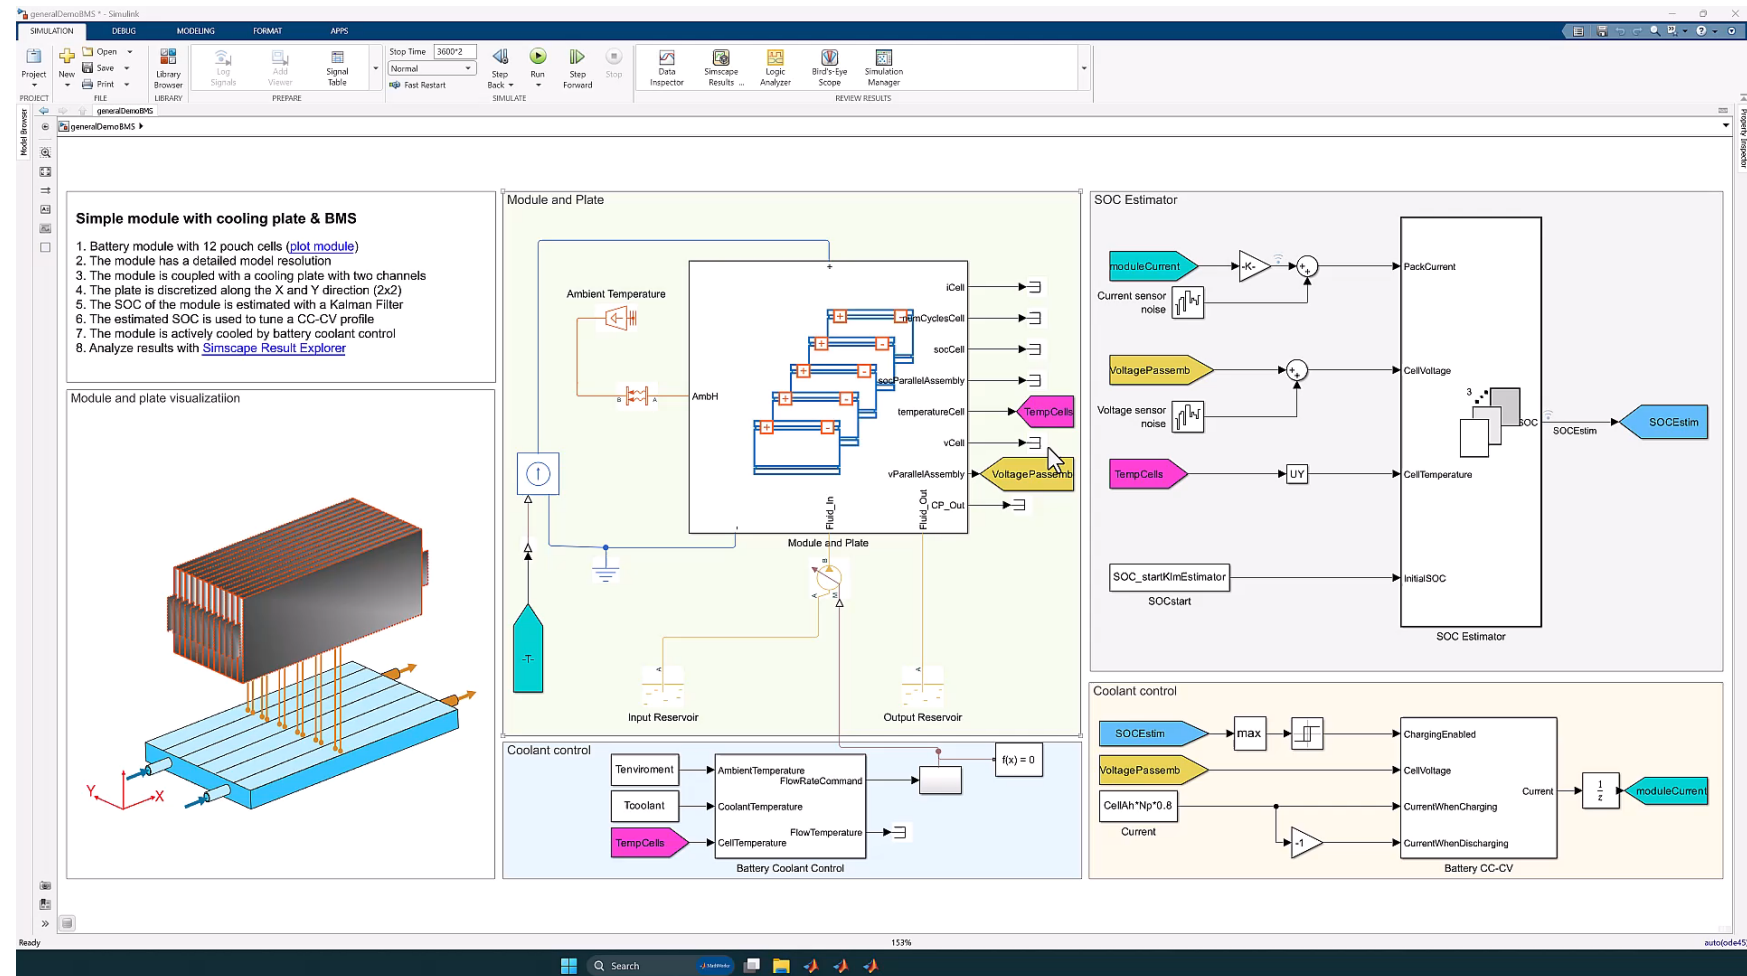 generalDemoBMS * - Simulink
SIMULATION
DEBUG
MODELING
FORMAT
APPS
Project
New
Open
Save
Print
Library Browser
Log Signals
Add Viewer
Signal Table
Stop Time 3600*2
Normal
Fast Restart
Step Back
Run
Step Forward
Stop
Data Inspector
Simscape Results ...
Logic Analyzer
Bird's-Eye Scope
Simulation Manager
PROJECT
FILE
LIBRARY
PREPARE
SIMULATE
REVIEW RESULTS
Model Browser
generalDemoBMS
generalDemoBMS
Property Inspector
Simple module with cooling plate & BMS
1. Battery module with 12 pouch cells (plot module)
2. The module has a detailed model resolution
3. The module is coupled with a cooling plate with two channels
4. The plate is discretized along the X and Y direction (2x2)
5. The SOC of the module is estimated with a Kalman Filter
6. The estimated SOC is used to tune a CC-CV profile
7. The module is actively cooled by battery coolant control
8. Analyze results with Simscape Result Explorer
Module and plate visualizatiion
Y
X
Module and Plate
Ambient Temperature
B
A
AmbH
+
-
iCell
numCyclesCell
socCell
socParallelAssembly
temperatureCell
TempCells
vCell
vParallelAssembly
VoltagePassemb
CP_Out
Fluid_In
Fluid_Out
Module and Plate
B
A
M
-T-
A
Input Reservoir
A
Output Reservoir
Coolant control
Tenviroment
AmbientTemperature
FlowRateCommand
f(x) = 0
Tcoolant
CoolantTemperature
FlowTemperature
TempCells
CellTemperature
Battery Coolant Control
SOC Estimator
moduleCurrent
-K-
PackCurrent
Current sensor
noise
VoltagePassemb
CellVoltage
Voltage sensor
noise
3
SOC
SOCEstim
SOCEstim
TempCells
UY
CellTemperature
SOC_startKlmEstimator
InitialSOC
SOCstart
SOC Estimator
Coolant control
SOCEstim
max
ChargingEnabled
VoltagePassemb
CellVoltage
Current
1
z
moduleCurrent
CellAh*Np*0.8
CurrentWhenCharging
Current
-1
CurrentWhenDischarging
Battery CC-CV
Ready
153%
auto(ode45)
Search
MathWorks